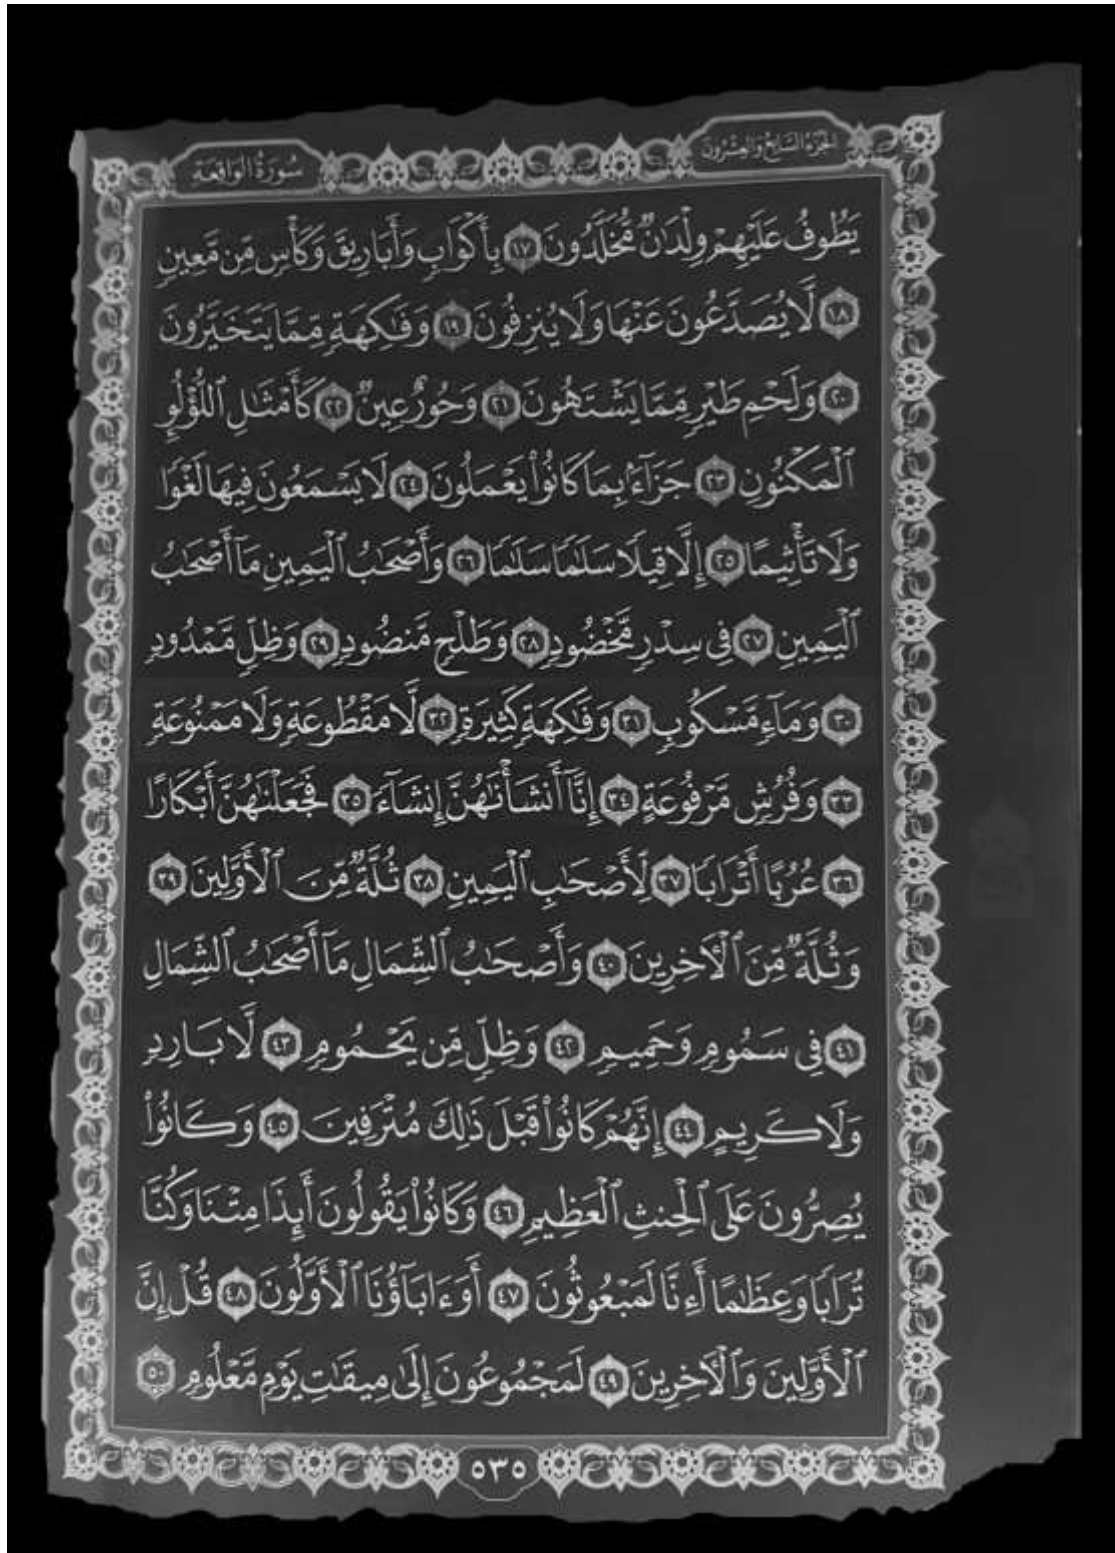 الجزء السابع والعشرون
سورة الواقعة
يَطُوفُ عَلَيْهِمْ وِلْدَٰنٌ مُّخَلَّدُونَ ١٧ بِأَكْوَابٍ وَأَبَارِيقَ وَكَأْسٍ مِّن مَّعِينٍ
١٨ لَّا يُصَدَّعُونَ عَنْهَا وَلَا يُنزِفُونَ ١٩ وَفَٰكِهَةٍ مِّمَّا يَتَخَيَّرُونَ
٢٠ وَلَحْمِ طَيْرٍ مِّمَّا يَشْتَهُونَ ٢١ وَحُورٌ عِينٌ ٢٢ كَأَمْثَٰلِ ٱللُّؤْلُؤِ
ٱلْمَكْنُونِ ٢٣ جَزَآءًۢ بِمَا كَانُوا۟ يَعْمَلُونَ ٢٤ لَا يَسْمَعُونَ فِيهَا لَغْوًا
وَلَا تَأْثِيمًا ٢٥ إِلَّا قِيلًا سَلَٰمًا سَلَٰمًا ٢٦ وَأَصْحَٰبُ ٱلْيَمِينِ مَآ أَصْحَٰبُ
ٱلْيَمِينِ ٢٧ فِى سِدْرٍ مَّخْضُودٍ ٢٨ وَطَلْحٍ مَّنضُودٍ ٢٩ وَظِلٍّ مَّمْدُودٍ
٣٠ وَمَآءٍ مَّسْكُوبٍ ٣١ وَفَٰكِهَةٍ كَثِيرَةٍ ٣٢ لَّا مَقْطُوعَةٍ وَلَا مَمْنُوعَةٍ
٣٣ وَفُرُشٍ مَّرْفُوعَةٍ ٣٤ إِنَّآ أَنشَأْنَٰهُنَّ إِنشَآءً ٣٥ فَجَعَلْنَٰهُنَّ أَبْكَارًا
٣٦ عُرُبًا أَتْرَابًا ٣٧ لِّأَصْحَٰبِ ٱلْيَمِينِ ٣٨ ثُلَّةٌ مِّنَ ٱلْأَوَّلِينَ ٣٩
وَثُلَّةٌ مِّنَ ٱلْءَاخِرِينَ ٤٠ وَأَصْحَٰبُ ٱلشِّمَالِ مَآ أَصْحَٰبُ ٱلشِّمَالِ
٤١ فِى سَمُومٍ وَحَمِيمٍ ٤٢ وَظِلٍّ مِّن يَحْمُومٍ ٤٣ لَّا بَارِدٍ
وَلَا كَرِيمٍ ٤٤ إِنَّهُمْ كَانُوا۟ قَبْلَ ذَٰلِكَ مُتْرَفِينَ ٤٥ وَكَانُوا۟
يُصِرُّونَ عَلَى ٱلْحِنثِ ٱلْعَظِيمِ ٤٦ وَكَانُوا۟ يَقُولُونَ أَئِذَا مِتْنَا وَكُنَّا
تُرَابًا وَعِظَٰمًا أَءِنَّا لَمَبْعُوثُونَ ٤٧ أَوَءَابَآؤُنَا ٱلْأَوَّلُونَ ٤٨ قُلْ إِنَّ
ٱلْأَوَّلِينَ وَٱلْءَاخِرِينَ ٤٩ لَمَجْمُوعُونَ إِلَىٰ مِيقَٰتِ يَوْمٍ مَّعْلُومٍ ٥٠
٥٣٥